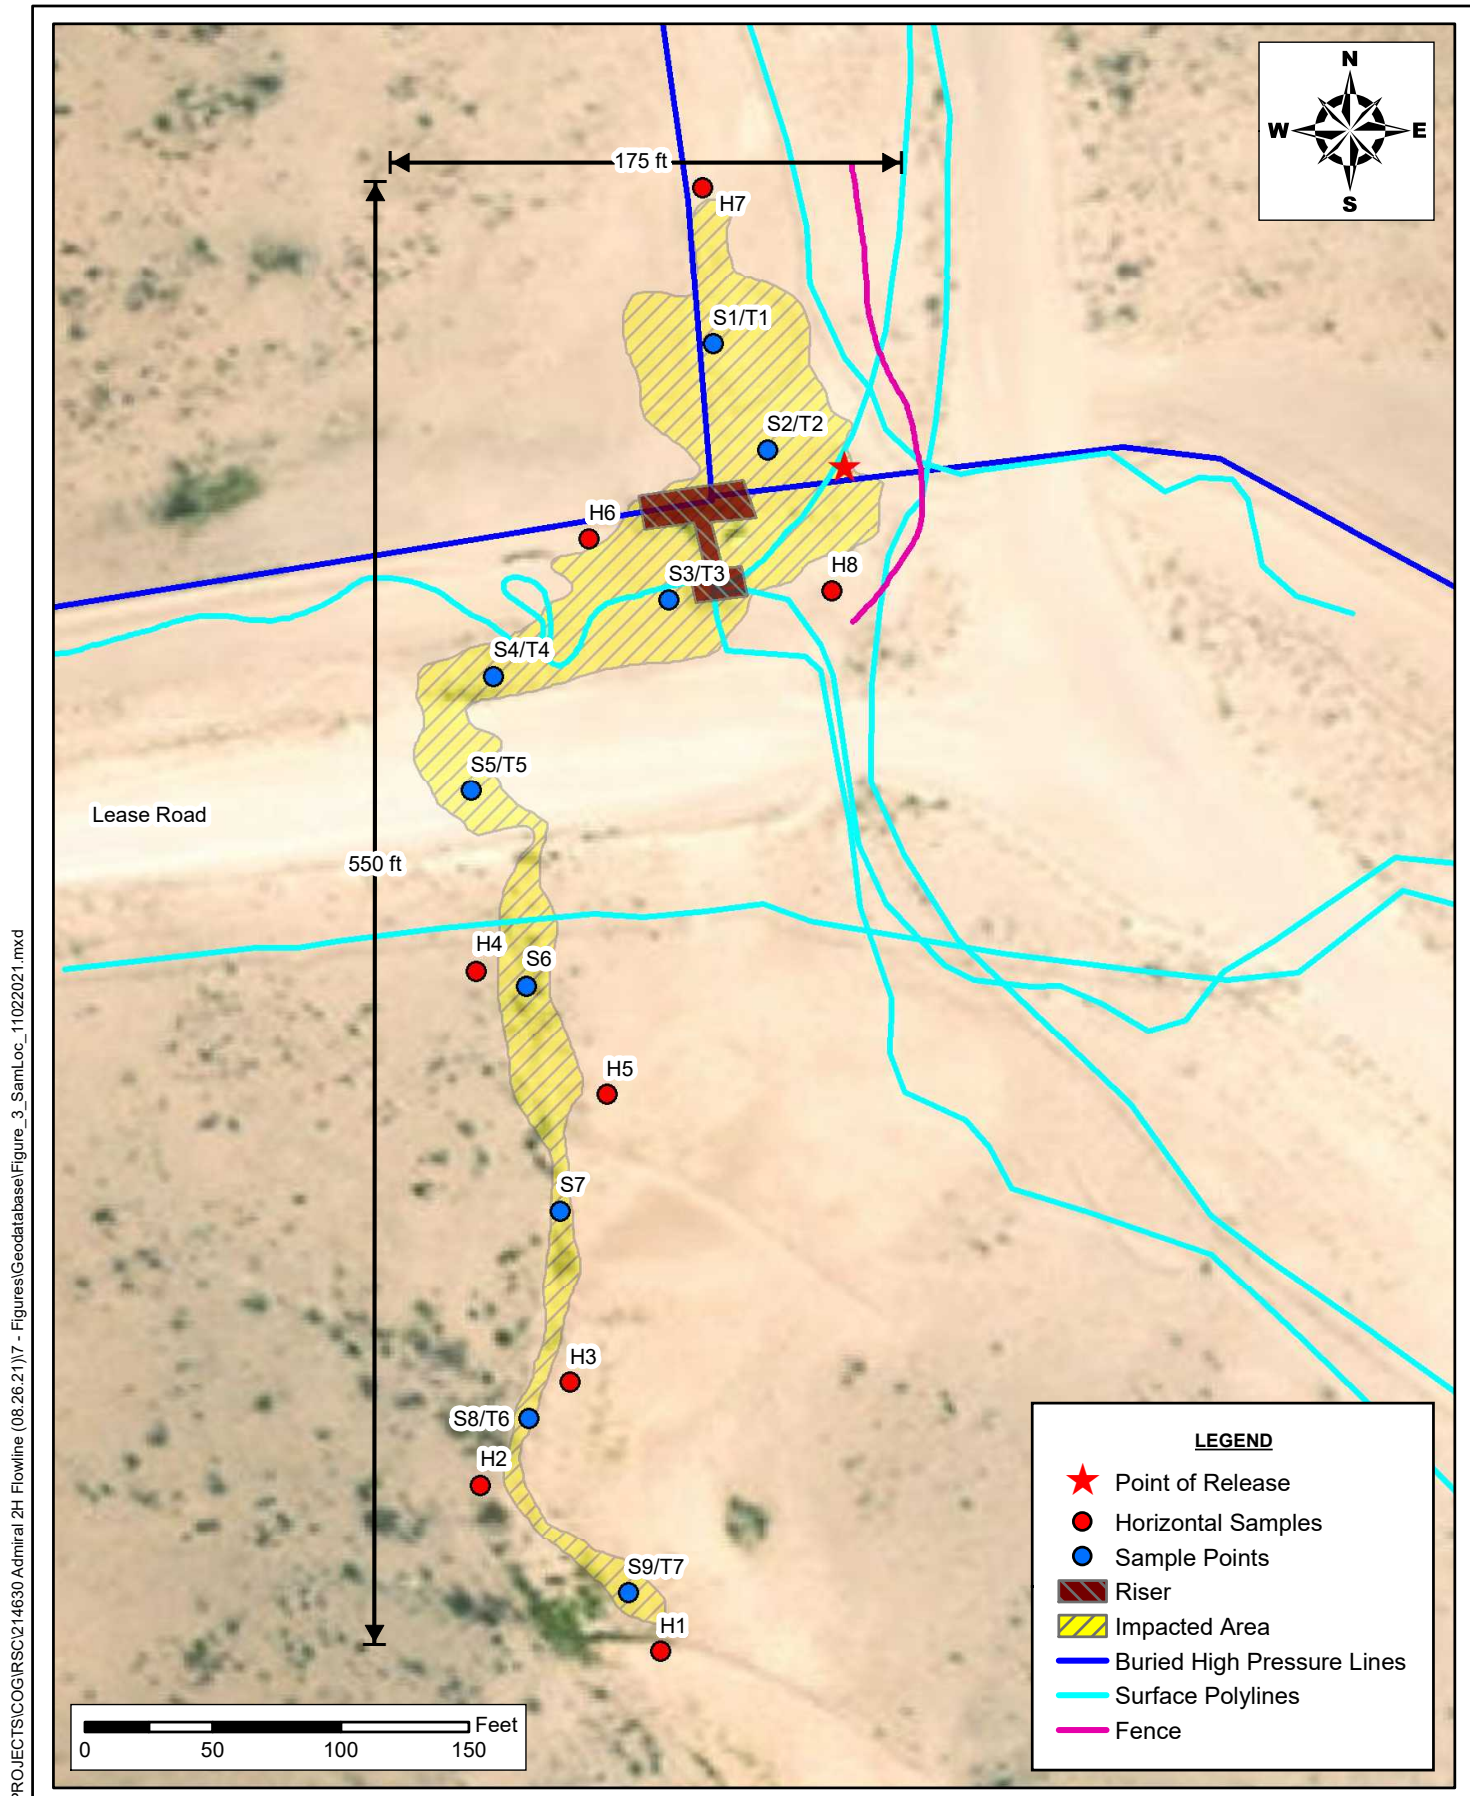 N
W E
S
175 ft
H7
S1/T1
S2/T2
H6
H8
S3/T3
S4/T4
S5/T5
Lease Road
550 ft
H4
S6
H5
S7
H3
S8/T6
H2
S9/T7
H1
LEGEND
Point of Release
Horizontal Samples
Sample Points
Riser
Impacted Area
Buried High Pressure Lines
Surface Polylines
Fence
Feet
0 50 100 150
PROJECTS\COG\RSC\214630 Admiral 2H Flowline (08.26.21)\7 - Figures\Geodatabase\Figure_3_SamLoc_11022021.mxd